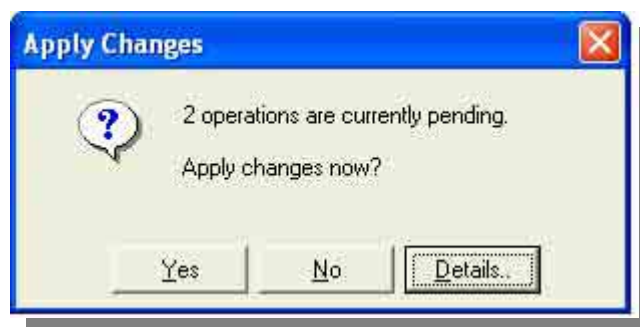 Apply Changes
2 operations are currently pending.
Apply changes now?
Yes No Details..